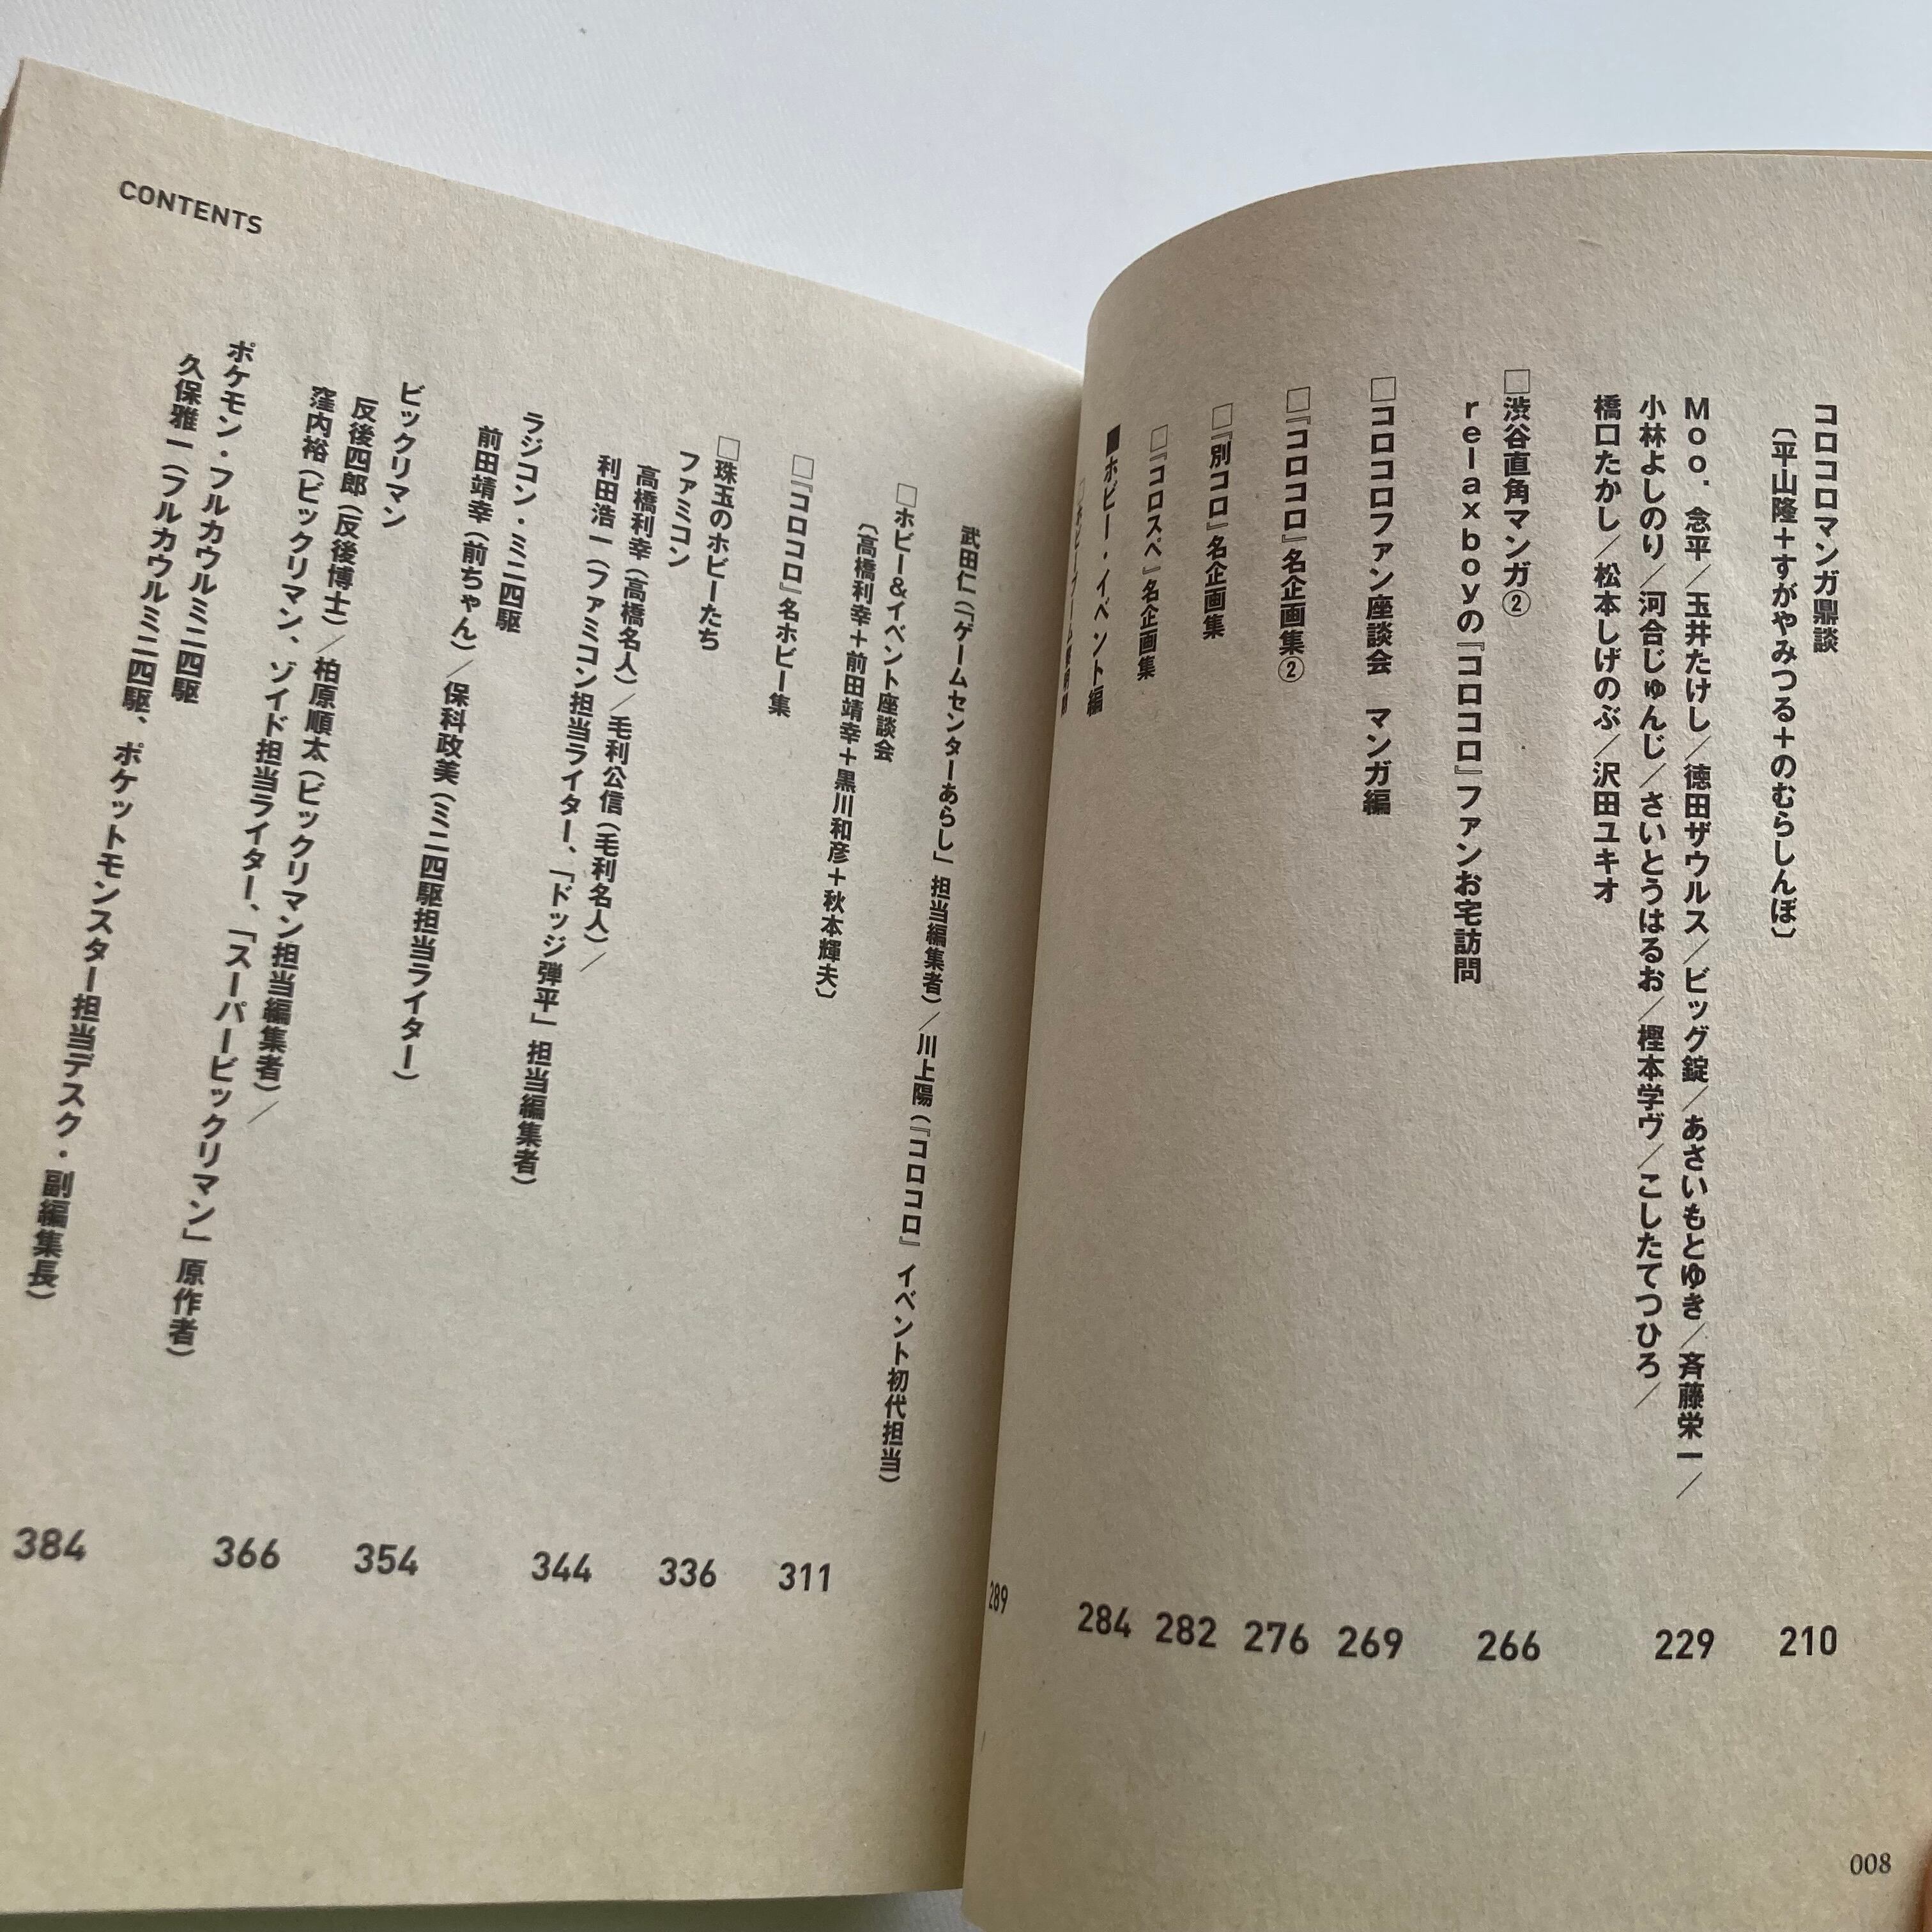 コロコロマンガ鼎談
〔平山隆＋すがやみつる＋のむらしんぼ〕
210
Moo.念平／玉井たけし／徳田ザウルス／ビッグ錠／あさいもとゆき／斉藤栄一／
小林よしのり／河合じゅんじ／さいとうはるお／樫本学ヴ／こしたてつひろ／
橋口たかし／松本しげのぶ／沢田ユキオ
229
□渋谷直角マンガ②
relaxboyの『コロコロ』ファンお宅訪問
266
□コロコロファン座談会 マンガ編
269
□『コロコロ』名企画集②
276
□『別コロ』名企画集
282
□『コロスペ』名企画集
284
■ホビー・イベント編
289
008
CONTENTS
武田仁（「ゲームセンターあらし」担当編集者）／川上陽（『コロコロ』イベント初代担当）
□ホビー＆イベント座談会
〔高橋利幸＋前田靖幸＋黒川和彦＋秋本輝夫〕
311
□『コロコロ』名ホビー集
336
□珠玉のホビーたち
ファミコン
高橋利幸（高橋名人）／毛利公信（毛利名人）／
利田浩一（ファミコン担当ライター、「ドッジ弾平」担当編集者）
344
ラジコン・ミニ四駆
前田靖幸（前ちゃん）／保科政美（ミニ四駆担当ライター）
354
ビックリマン
反後四郎（反後博士）／柏原順太（ビックリマン担当編集者）／
窪内裕（ビックリマン、ゾイド担当ライター、「スーパービックリマン」原作者）
366
ポケモン・フルカウルミニ四駆
久保雅一（フルカウルミニ四駆、ポケットモンスター担当デスク・副編集長）
384